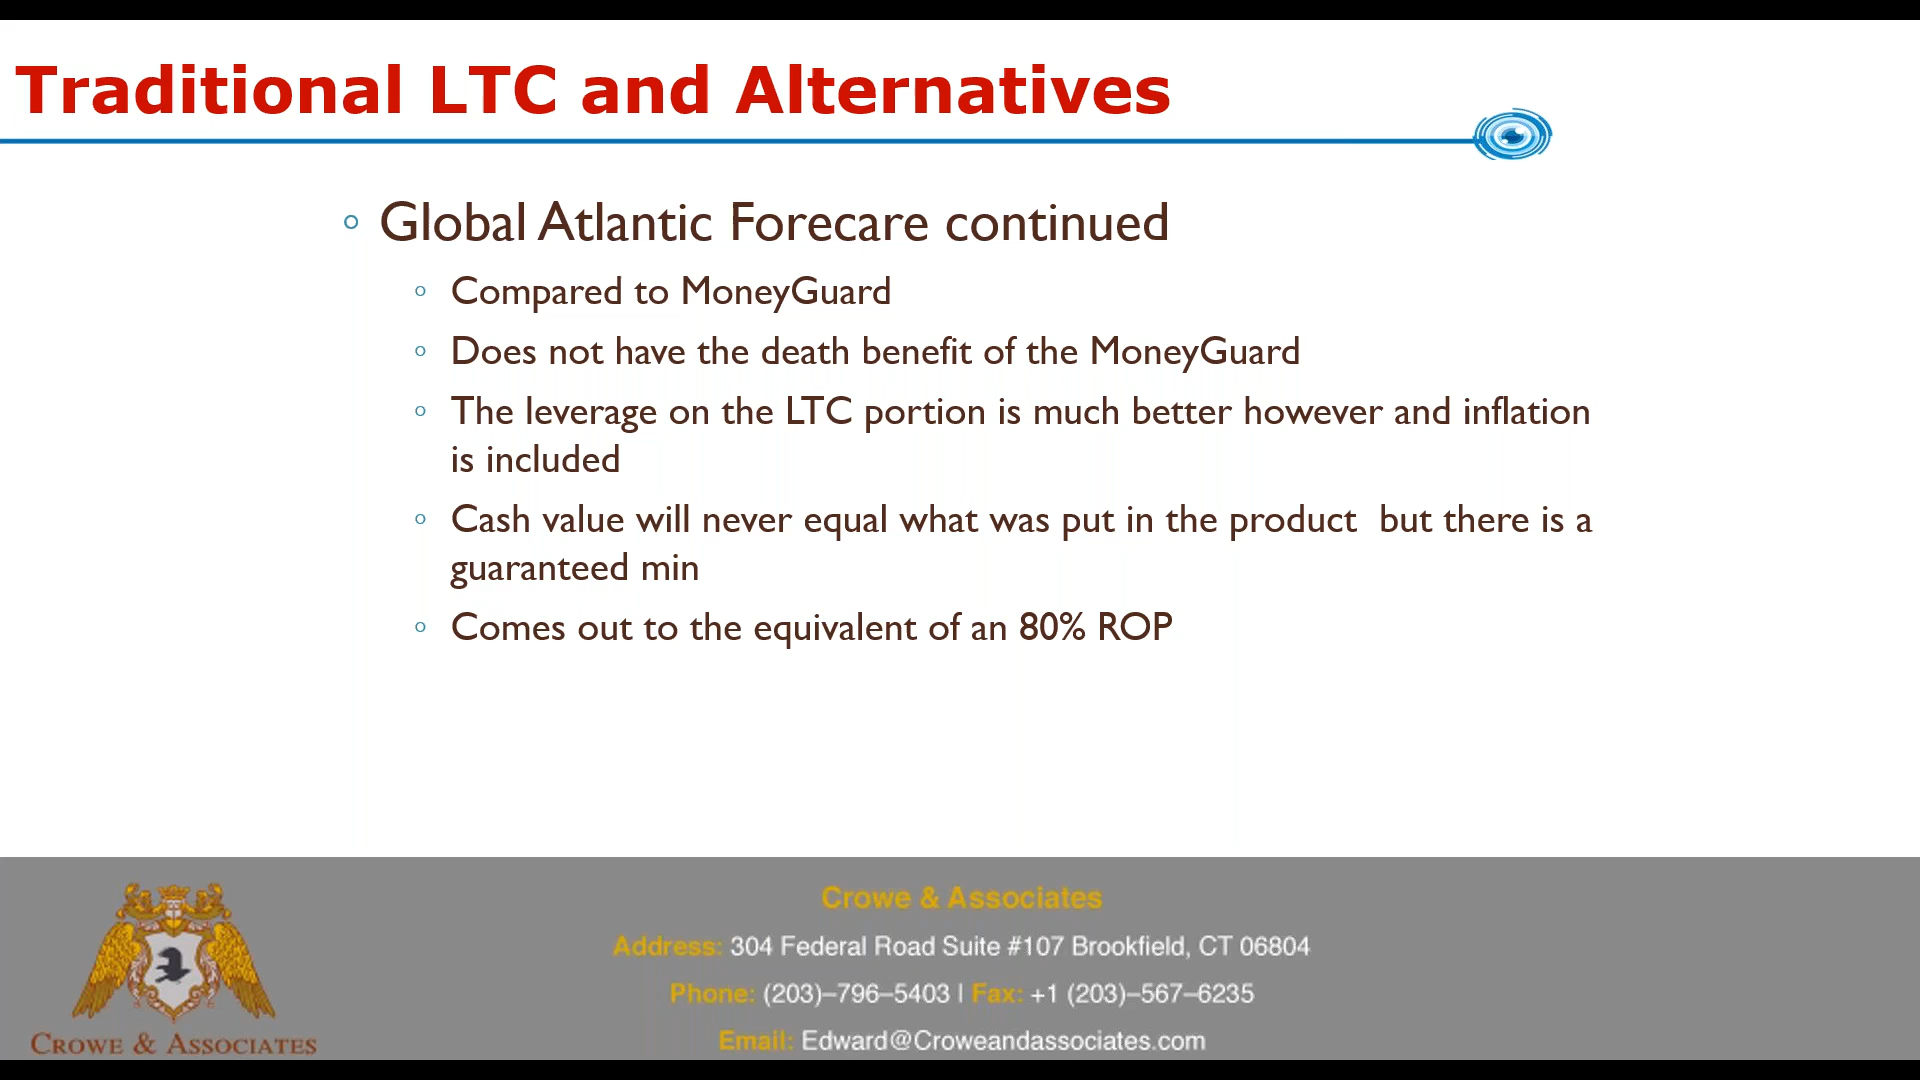 Traditional LTC and Alternatives
Global Atlantic Forecare continued
Compared to MoneyGuard
Does not have the death benefit of the MoneyGuard
The leverage on the LTC portion is much better however and inflation
is included
Cash value will never equal what was put in the product but there is a
guaranteed min
Comes out to the equivalent of an 80% ROP
Crowe & Associates
Crowe & Associates
Address: 304 Federal Road Suite #107 Brookfield, CT 06804
Phone: (203)–796–5403 | Fax: +1 (203)–567–6235
Email: Edward@Croweandassociates.com